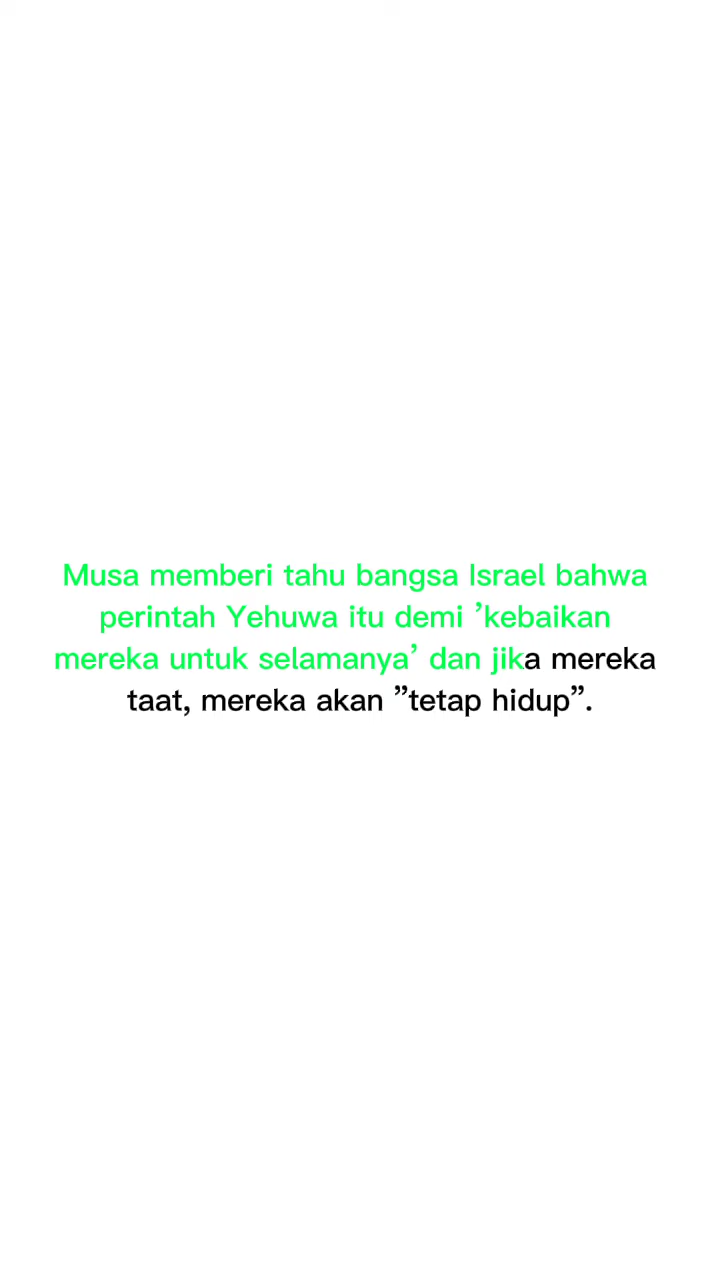 Musa memberi tahu bangsa Israel bahwa
perintah Yehuwa itu demi ’kebaikan
mereka untuk selamanya’ dan jika mereka
taat, mereka akan ”tetap hidup”.